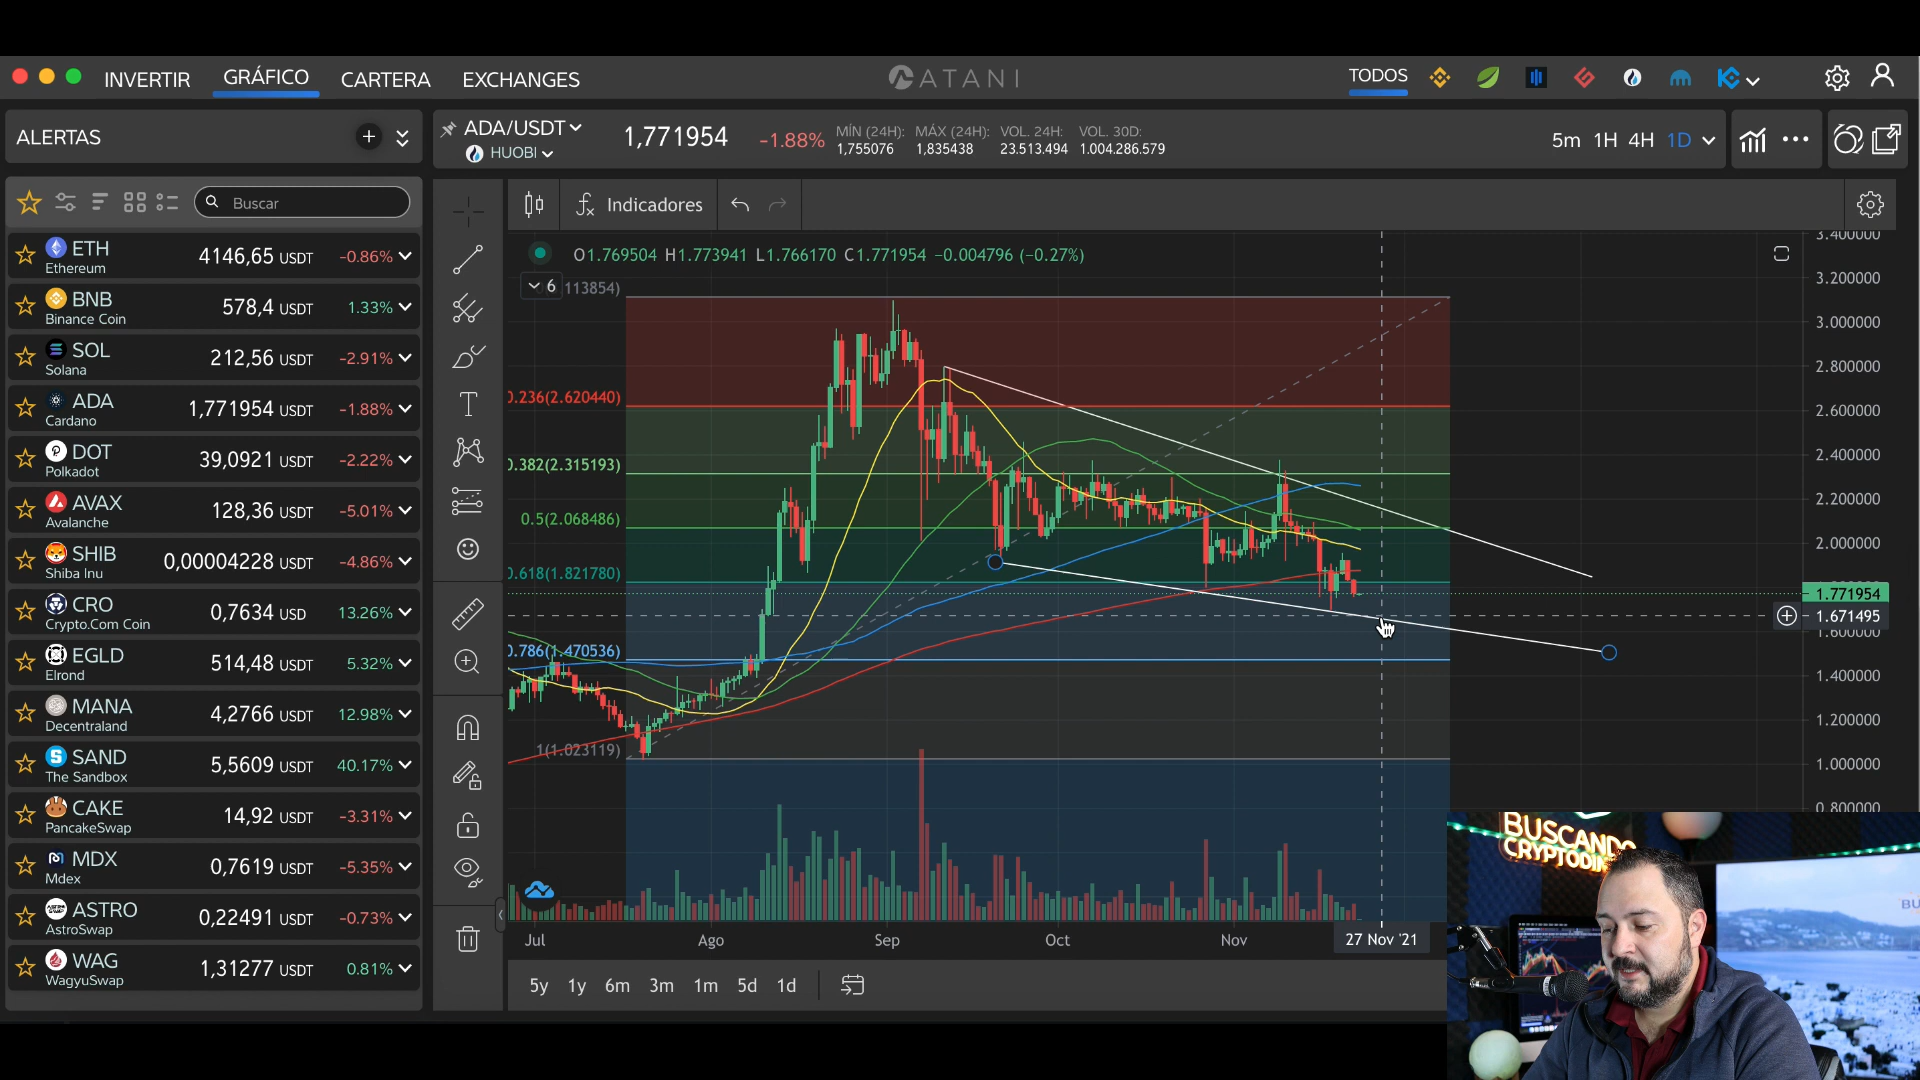 INVERTIR GRÁFICO CARTERA EXCHANGES
ATANI
TODOS
ALERTAS
ADA/USDT
HUOBI
1,771954
-1.88%
MÍN (24H): MÁX (24H): VOL. 24H: VOL. 30D:
1,755076 1,835438 23.513.494 1.004.286.579
5m 1H 4H 1D
Buscar
Indicadores
O1.769504 H1.773941 L1.766170 C1.771954 −0.004796 (−0.27%)
6
113854)
0.236(2.620440)
0.382(2.315193)
0.5(2.068486)
0.618(1.821780)
0.786(1.470536)
1(1.023119)
ETH 4146,65 USDT -0.86%
Ethereum
BNB 578,4 USDT 1.33%
Binance Coin
SOL 212,56 USDT -2.91%
Solana
ADA 1,771954 USDT -1.88%
Cardano
DOT 39,0921 USDT -2.22%
Polkadot
AVAX 128,36 USDT -5.01%
Avalanche
SHIB 0,00004228 USDT -4.86%
Shiba Inu
CRO 0,7634 USD 13.26%
Crypto.Com Coin
EGLD 514,48 USDT 5.32%
Elrond
MANA 4,2766 USDT 12.98%
Decentraland
SAND 5,5609 USDT 40.17%
The Sandbox
CAKE 14,92 USDT -3.31%
PancakeSwap
MDX 0,7619 USDT -5.35%
Mdex
ASTRO 0,22491 USDT -0.73%
AstroSwap
WAG 1,31277 USDT 0.81%
WagyuSwap
3.400000
3.200000
3.000000
2.800000
2.600000
2.400000
2.200000
2.000000
1.771954
1.671495
1.600000
1.400000
1.200000
1.000000
0.800000
Jul Ago Sep Oct Nov 27 Nov '21
5y 1y 6m 3m 1m 5d 1d
BUSCANDO